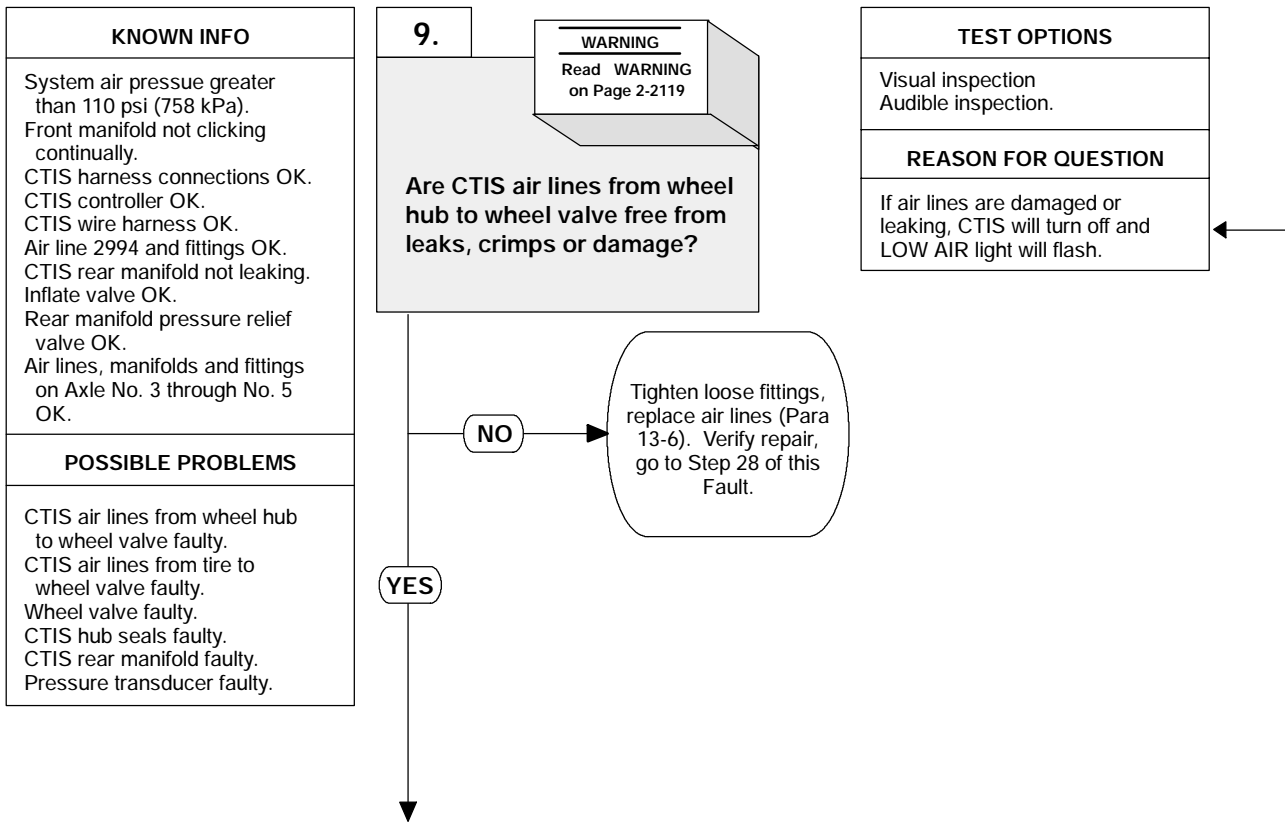 KNOWN INFO
System air pressue greater
than 110 psi (758 kPa).
Front manifold not clicking
continually.
CTIS harness connections OK.
CTIS controller OK.
CTIS wire harness OK.
Air line 2994 and fittings OK.
CTIS rear manifold not leaking.
Inflate valve OK.
Rear manifold pressure relief
valve OK.
Air lines, manifolds and fittings
on Axle No. 3 through No. 5
OK.
POSSIBLE PROBLEMS
CTIS air lines from wheel hub
to wheel valve faulty.
CTIS air lines from tire to
wheel valve faulty.
Wheel valve faulty.
CTIS hub seals faulty.
CTIS rear manifold faulty.
Pressure transducer faulty.
9.
WARNING
Read WARNING
on Page 2-2119
Are CTIS air lines from wheel
hub to wheel valve free from
leaks, crimps or damage?
NO
Tighten loose fittings,
replace air lines (Para
13-6). Verify repair,
go to Step 28 of this
Fault.
YES
TEST OPTIONS
Visual inspection
Audible inspection.
REASON FOR QUESTION
If air lines are damaged or
leaking, CTIS will turn off and
LOW AIR light will flash.